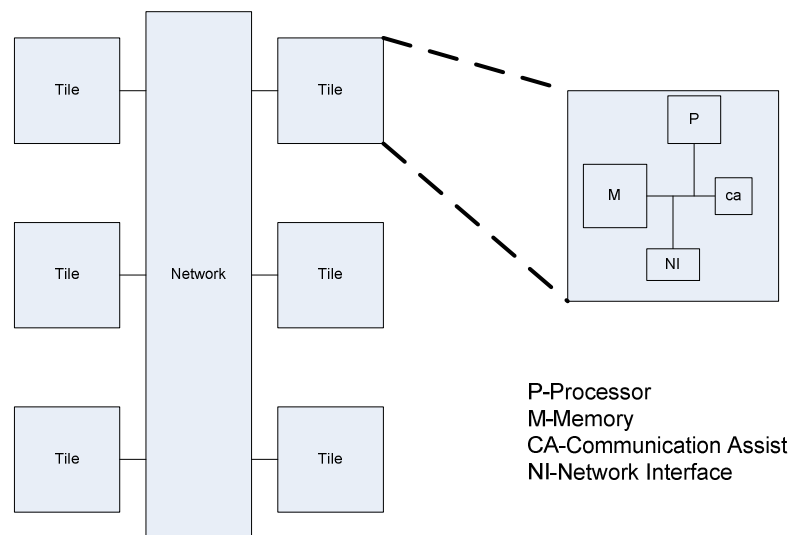 Tile
Tile
P
M
ca
NI
Tile
Network
Tile
P-Processor
M-Memory
CA-Communication Assist
NI-Network Interface
Tile
Tile